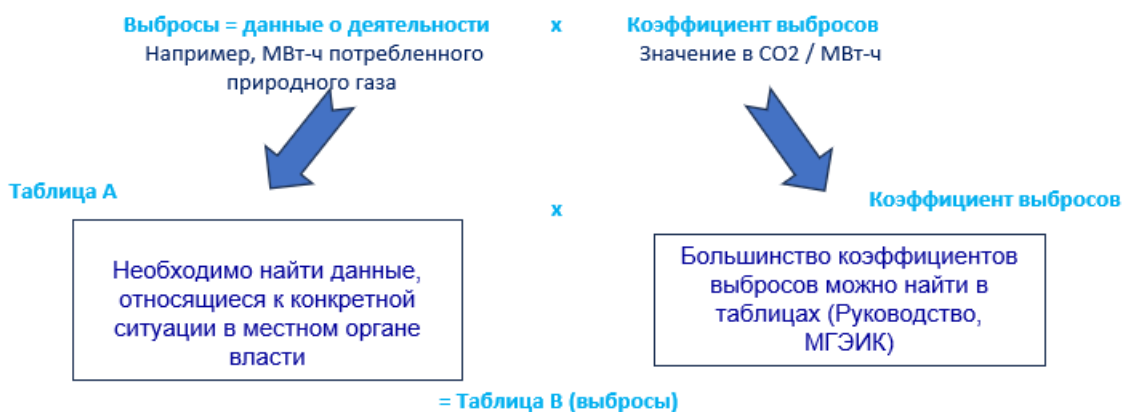 Выбросы = данные о деятельности x Коэффициент выбросов
Например, МВт-ч потребленного
природного газа
Значение в CO2 / МВт-ч
Таблица А
x
Коэффициент выбросов
Необходимо найти данные,
относящиеся к конкретной
ситуации в местном органе
власти
Большинство коэффициентов
выбросов можно найти в
таблицах (Руководство,
МГЭИК)
= Таблица В (выбросы)